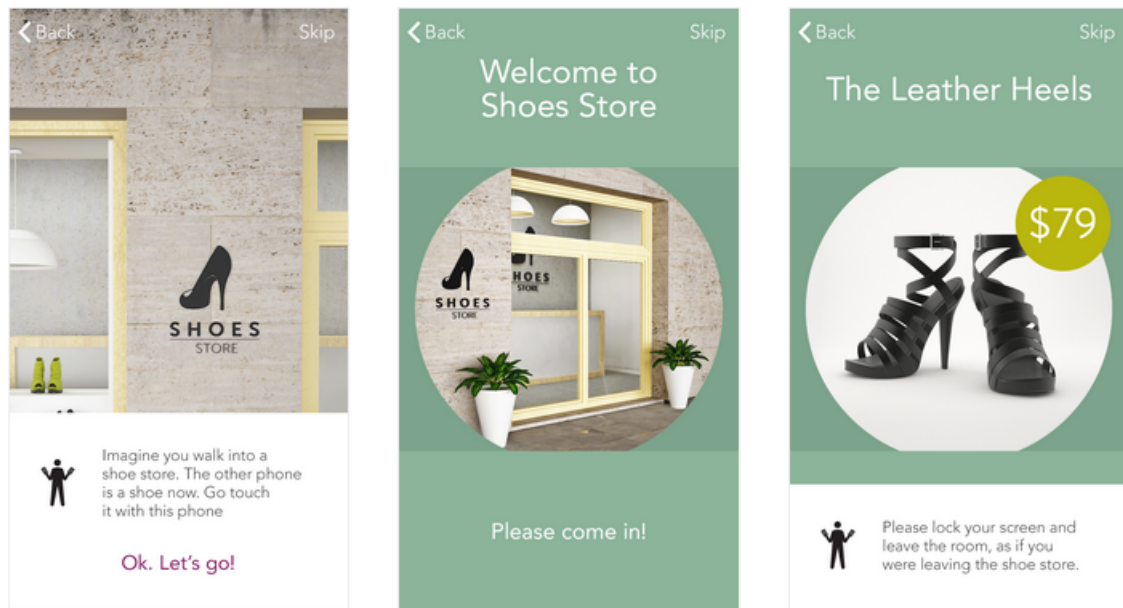 Back
Skip
SHOES
STORE
Imagine you walk into a
shoe store. The other phone
is a shoe now. Go touch
it with this phone
Ok. Let's go!
Back
Skip
Welcome to
Shoes Store
SHOES
STORE
HOES
STORE
Please come in!
Back
Skip
The Leather Heels
$79
Please lock your screen and
leave the room, as if you
were leaving the shoe store.